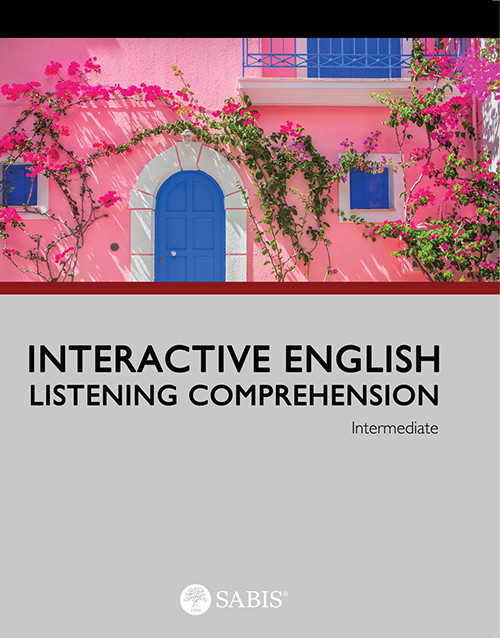 INTERACTIVE ENGLISH
LISTENING COMPREHENSION
Intermediate
SABIS®